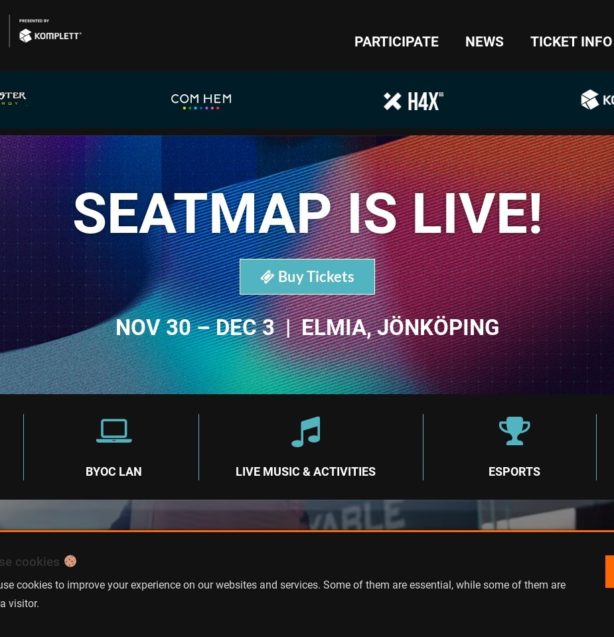 PRESENTED BY
KOMPLETT
PARTICIPATE NEWS TICKET INFO
COM HEM H4X
SEATMAP IS LIVE!
Buy Tickets
NOV 30 – DEC 3 | ELMIA, JÖNKÖPING
BYOC LAN LIVE MUSIC & ACTIVITIES ESPORTS
cookies
use cookies to improve your experience on our websites and services. Some of them are essential, while some of them are
a visitor.